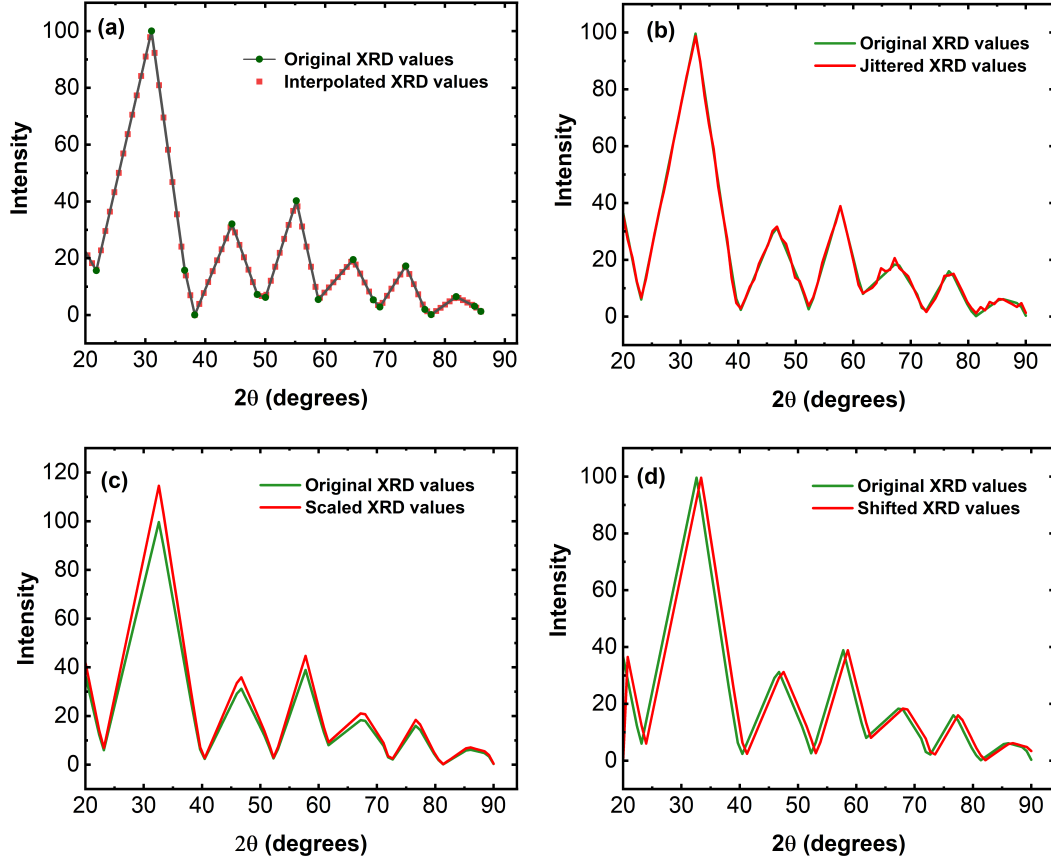 (a)
Original XRD values
Interpolated XRD values
Intensity
0
20
40
60
80
100
20 30 40 50 60 70 80 90
2θ (degrees)
(b)
Original XRD values
Jittered XRD values
Intensity
0
20
40
60
80
100
20 30 40 50 60 70 80 90
2θ (degrees)
(c)
Original XRD values
Scaled XRD values
Intensity
0
20
40
60
80
100
120
20 30 40 50 60 70 80 90
2θ (degrees)
(d)
Original XRD values
Shifted XRD values
Intensity
0
20
40
60
80
100
20 30 40 50 60 70 80 90
2θ (degrees)